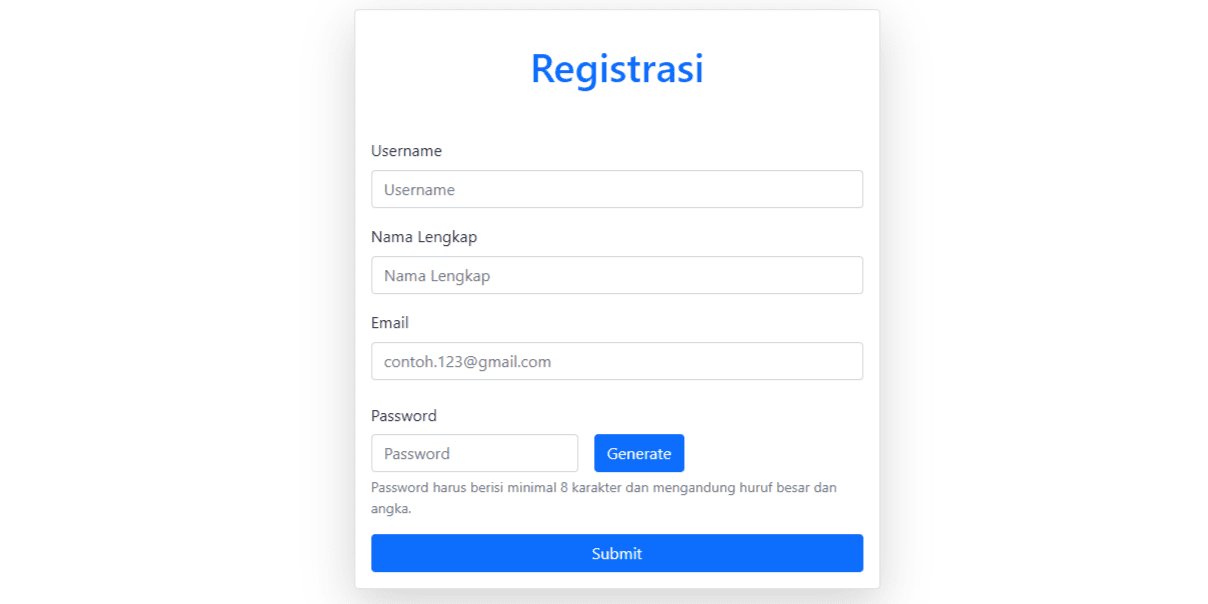 Registrasi
Username
Username
Nama Lengkap
Nama Lengkap
Email
contoh.123@gmail.com
Password
Password
Generate
Password harus berisi minimal 8 karakter dan mengandung huruf besar dan
angka.
Submit